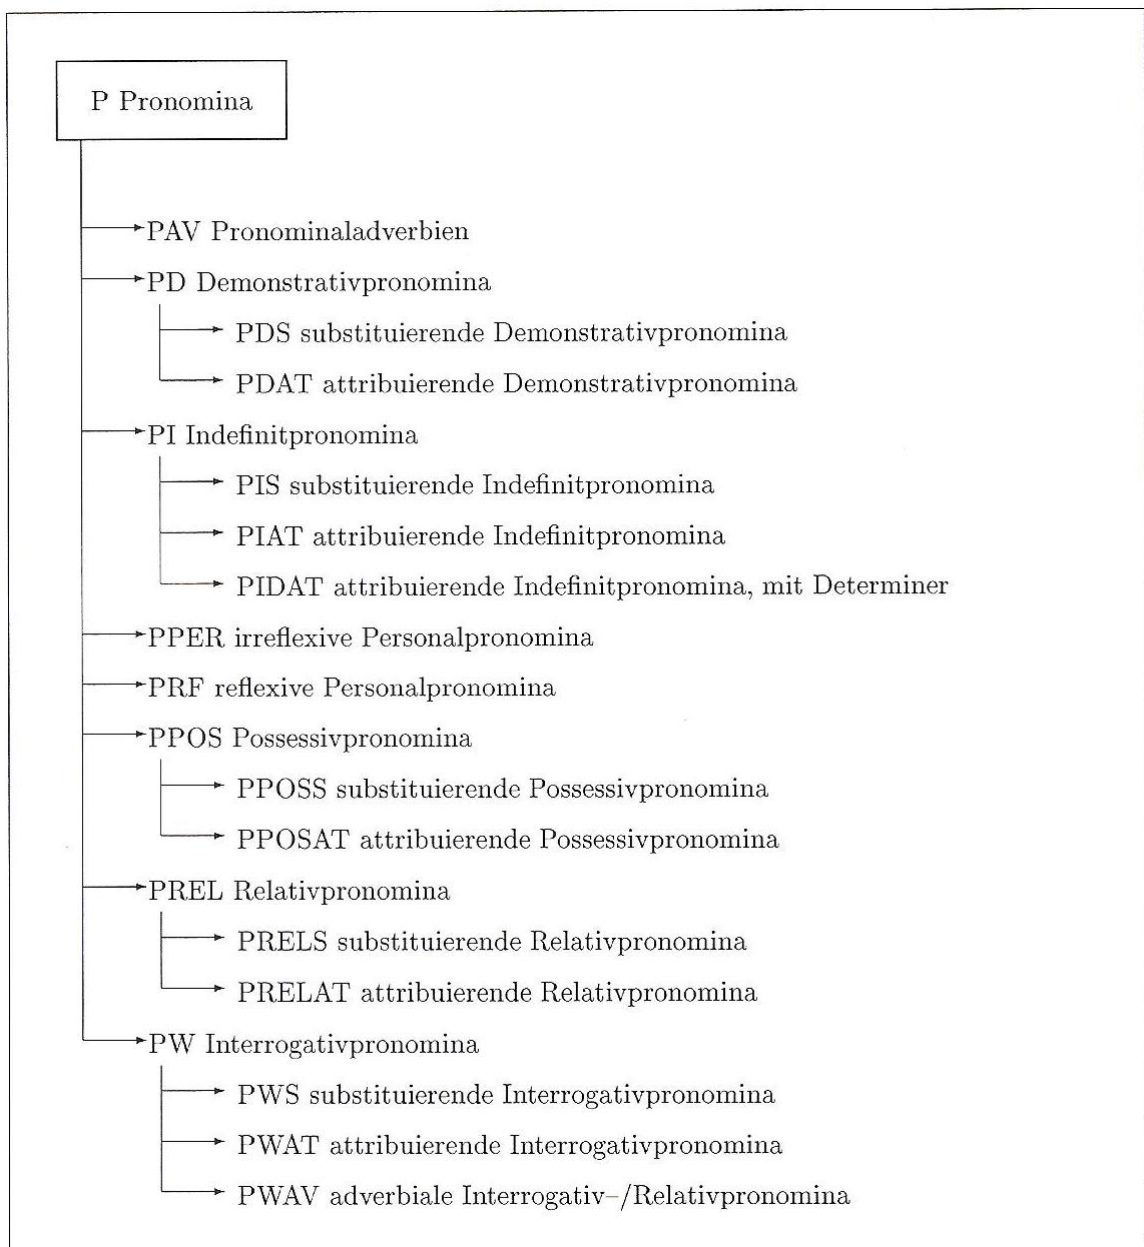 P Pronomina
PAV Pronominaladverbien
PD Demonstrativpronomina
PDS substituierende Demonstrativpronomina
PDAT attribuierende Demonstrativpronomina
PI Indefinitpronomina
PIS substituierende Indefinitpronomina
PIAT attribuierende Indefinitpronomina
PIDAT attribuierende Indefinitpronomina, mit Determiner
PPER irreflexive Personalpronomina
PRF reflexive Personalpronomina
PPOS Possessivpronomina
PPOSS substituierende Possessivpronomina
PPOSAT attribuierende Possessivpronomina
PREL Relativpronomina
PRELS substituierende Relativpronomina
PRELAT attribuierende Relativpronomina
PW Interrogativpronomina
PWS substituierende Interrogativpronomina
PWAT attribuierende Interrogativpronomina
PWAV adverbiale Interrogativ–/Relativpronomina